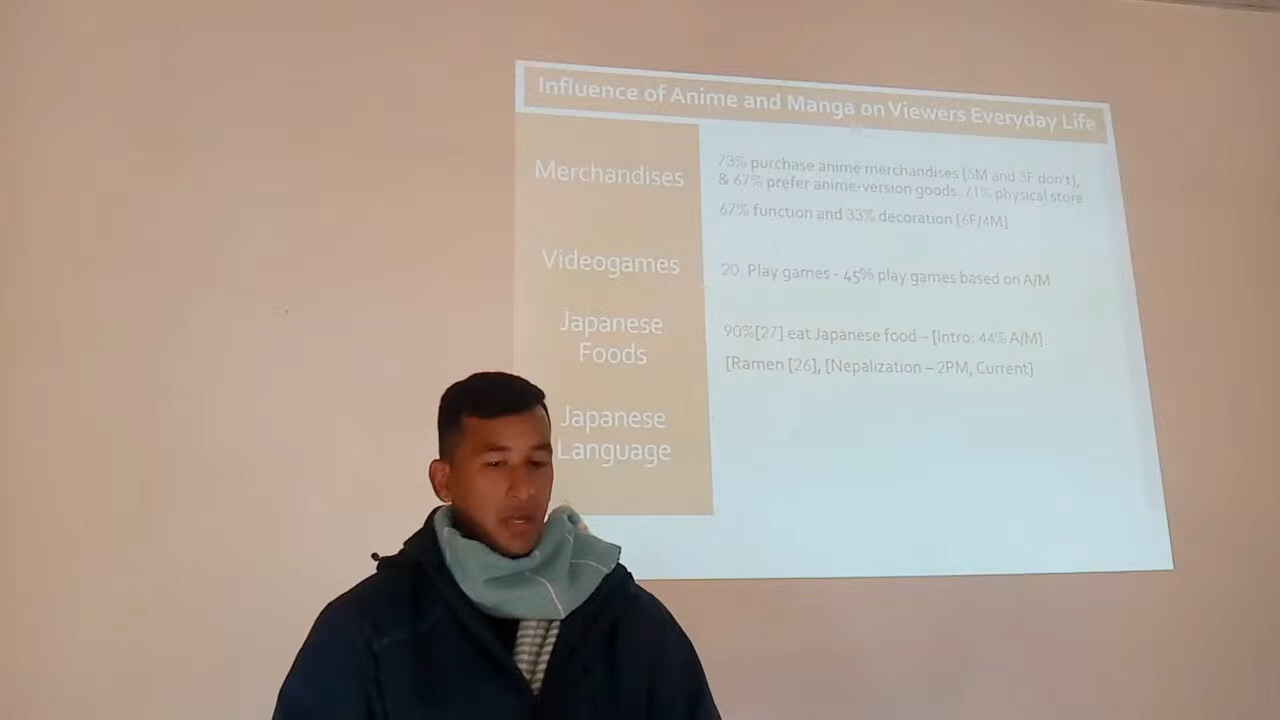 Influence of Anime and Manga on Viewers Everyday Life
Merchandises
73% purchase anime merchandises (5M and 3F don't),
& 67% prefer anime-version goods. 71% physical store
67% function and 33% decoration [6F/4M]
Videogames
20. Play games - 45% play games based on A/M
Japanese
Foods
90%[27] eat Japanese food – [Intro: 44% A/M].
[Ramen [26], [Nepalization – 2PM, Current]
Japanese
Language